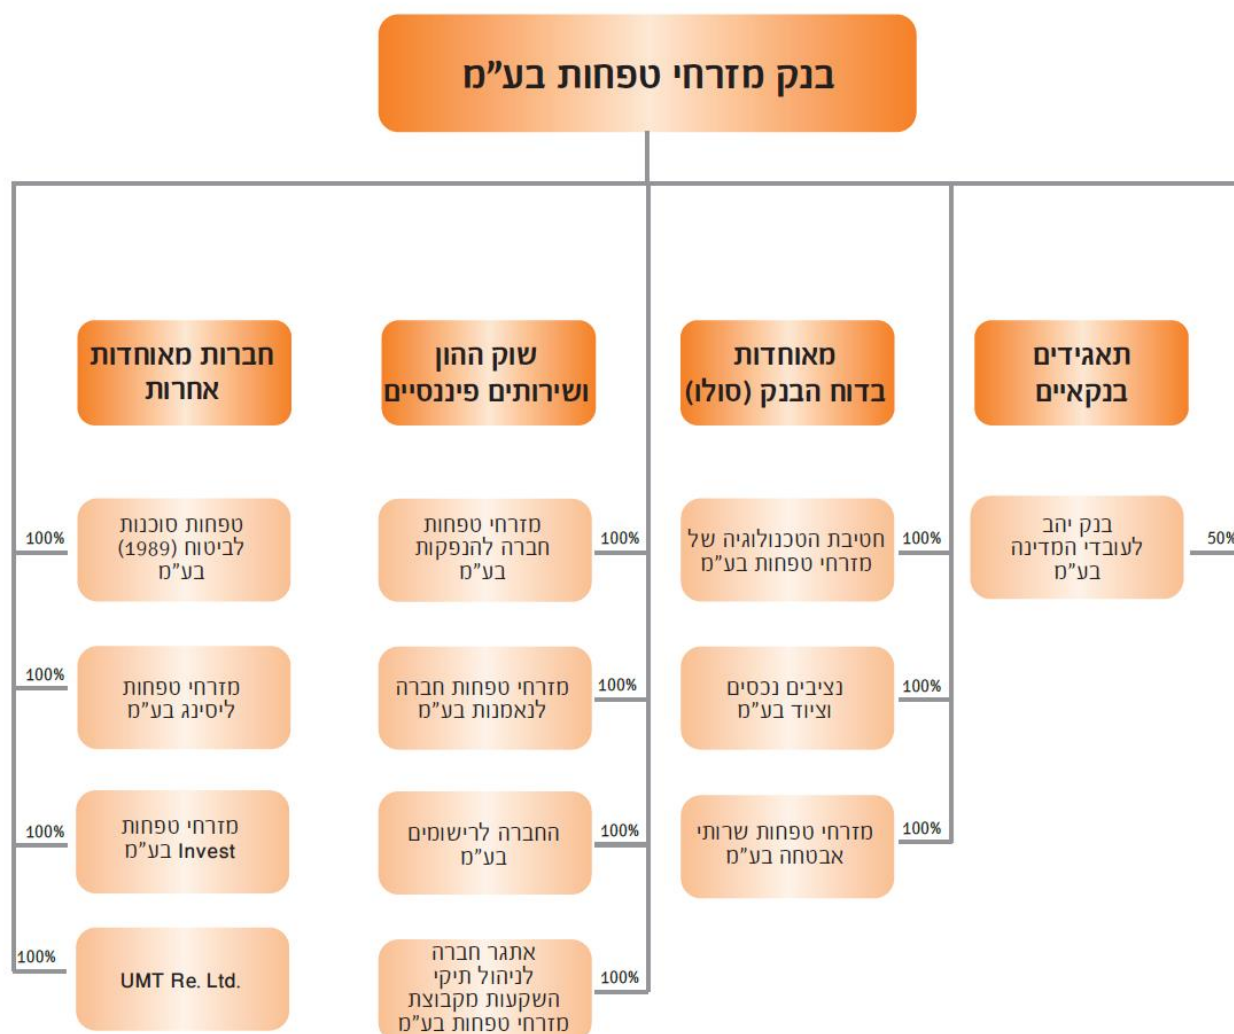 בנק מזרחי טפחות בע"מ
תאגידים
בנקאיים
בנק יהב
לעובדי המדינה
בע"מ
50%
מאוחדות
בדוח הבנק (סולו)
חטיבת הטכנולוגיה של
מזרחי טפחות בע"מ
100%
נציבים נכסים
וציוד בע"מ
100%
מזרחי טפחות שרותי
אבטחה בע"מ
100%
שוק ההון
ושירותים פיננסיים
מזרחי טפחות
חברה להנפקות
בע"מ
100%
מזרחי טפחות חברה
לנאמנות בע"מ
100%
החברה לרישומים
בע"מ
100%
אתגר חברה
לניהול תיקי
השקעות מקבוצת
מזרחי טפחות בע"מ
100%
חברות מאוחדות
אחרות
טפחות סוכנות
לביטוח (1989)
בע"מ
100%
מזרחי טפחות
ליסינג בע"מ
100%
מזרחי טפחות
Invest בע"מ
100%
UMT Re. Ltd.
100%